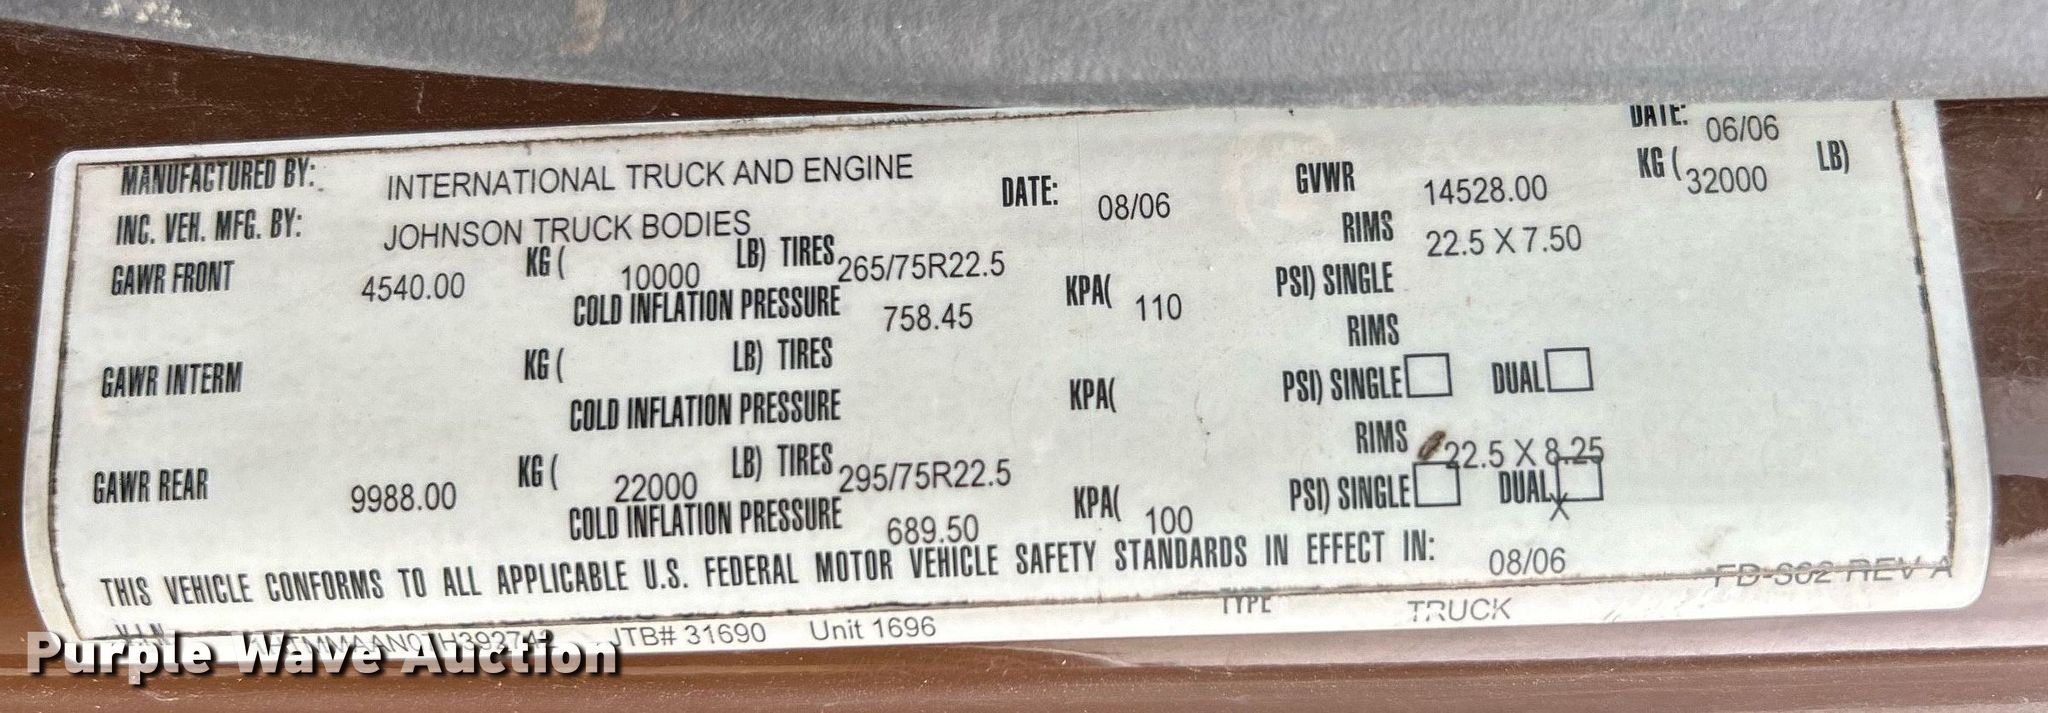 DATE: 06/06
MANUFACTURED BY: INTERNATIONAL TRUCK AND ENGINE DATE: 08/06 GVWR 14528.00 KG ( 32000 LB)
INC. VEH. MFG. BY: JOHNSON TRUCK BODIES
GAWR FRONT 4540.00 KG ( 10000 LB) TIRES 265/75R22.5 RIMS 22.5 X 7.50
COLD INFLATION PRESSURE 758.45 KPA( 110 PSI) SINGLE
GAWR INTERM KG ( LB) TIRES RIMS
COLD INFLATION PRESSURE KPA( PSI) SINGLE DUAL
GAWR REAR 9988.00 KG ( 22000 LB) TIRES 295/75R22.5 RIMS 22.5 X 8.25
COLD INFLATION PRESSURE 689.50 KPA( 100 PSI) SINGLE DUAL X
THIS VEHICLE CONFORMS TO ALL APPLICABLE U.S. FEDERAL MOTOR VEHICLE SAFETY STANDARDS IN EFFECT IN: 08/06
FD-S02 REV A
JTB# 31690 Unit 1696 TYPE TRUCK
Purple Wave Auction